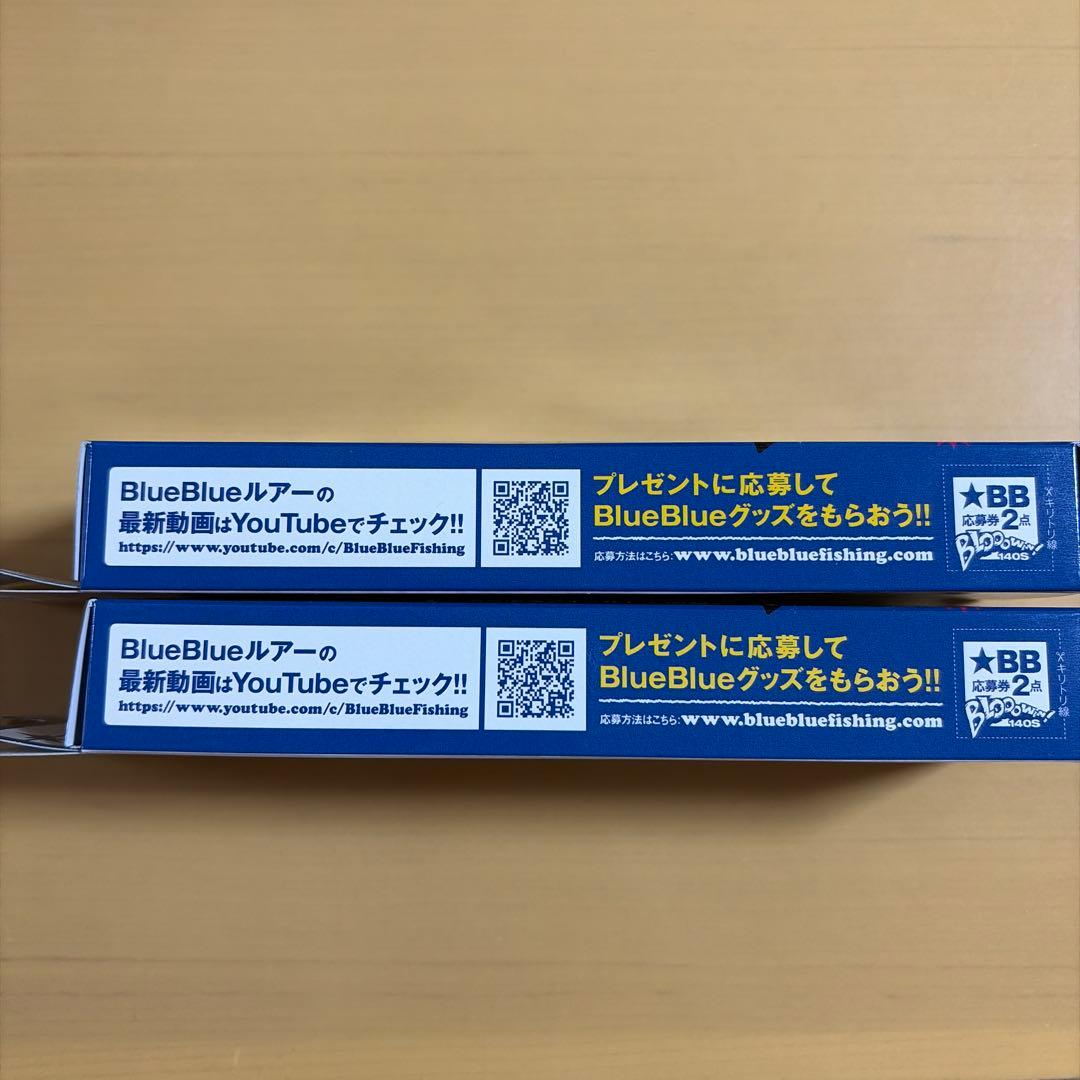 BlueBlueルアーの
最新動画はYouTubeでチェック!!
https://www.youtube.com/c/BlueBlueFishing
プレゼントに応募して
BlueBlueグッズをもらおう!!
応募方法はこちら:www.bluebluefishing.com
★BB
応募券2点
Blooowin!
140S
キリトリ線
BlueBlueルアーの
最新動画はYouTubeでチェック!!
https://www.youtube.com/c/BlueBlueFishing
プレゼントに応募して
BlueBlueグッズをもらおう!!
応募方法はこちら:www.bluebluefishing.com
★BB
応募券2点
Blooowin!
140S
キリトリ線